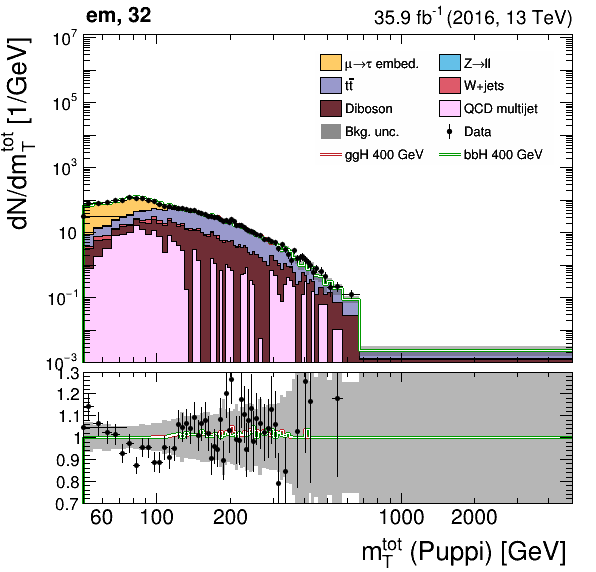 em, 32
35.9 fb⁻¹ (2016, 13 TeV)
dN/dm_T^tot [1/GeV]
10⁷
10⁵
10³
10
10⁻¹
10⁻³
μ→τ embed.
Z→ll
tt̅
W+jets
Diboson
QCD multijet
Bkg. unc.
Data
ggH 400 GeV
bbH 400 GeV
1.3
1.2
1.1
1
0.9
0.8
0.7
60 100 200 1000 2000
m_T^tot (Puppi) [GeV]